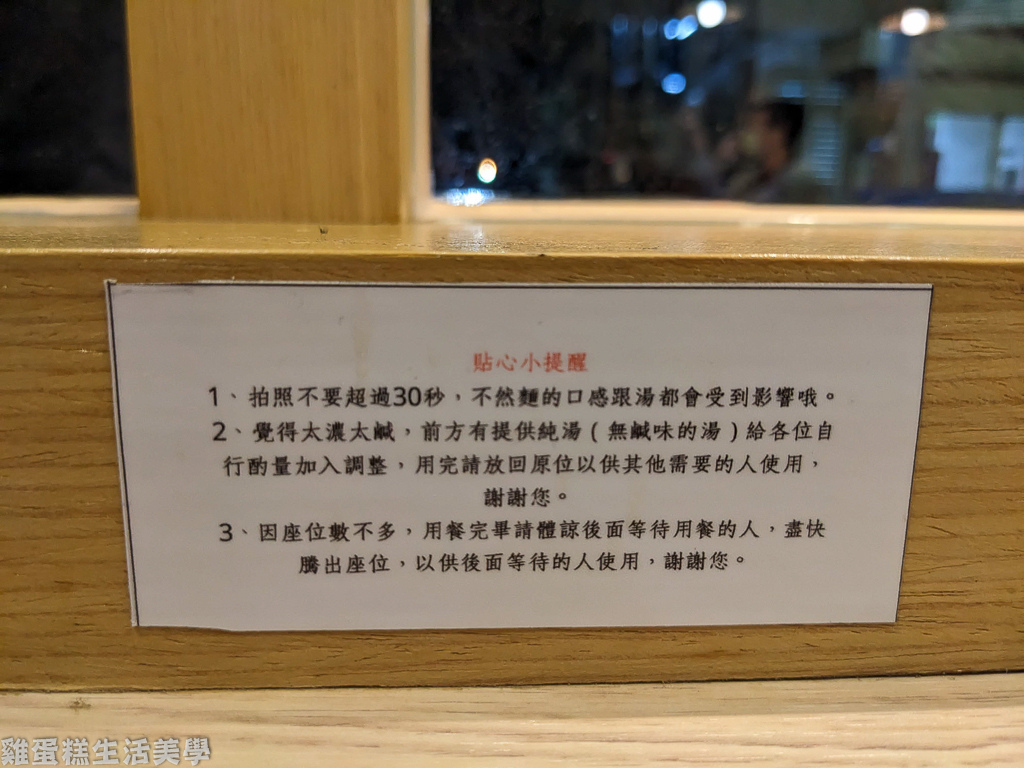 貼心小提醒
1、拍照不要超過30秒，不然麵的口感跟湯都會受到影響哦。
2、覺得太濃太鹹，前方有提供純湯（無鹹味的湯）給各位自
行酌量加入調整，用完請放回原位以供其他需要的人使用，
謝謝您。
3、因座位數不多，用餐完畢請體諒後面等待用餐的人，盡快
騰出座位，以供後面等待的人使用，謝謝您。
雞蛋糕生活美學